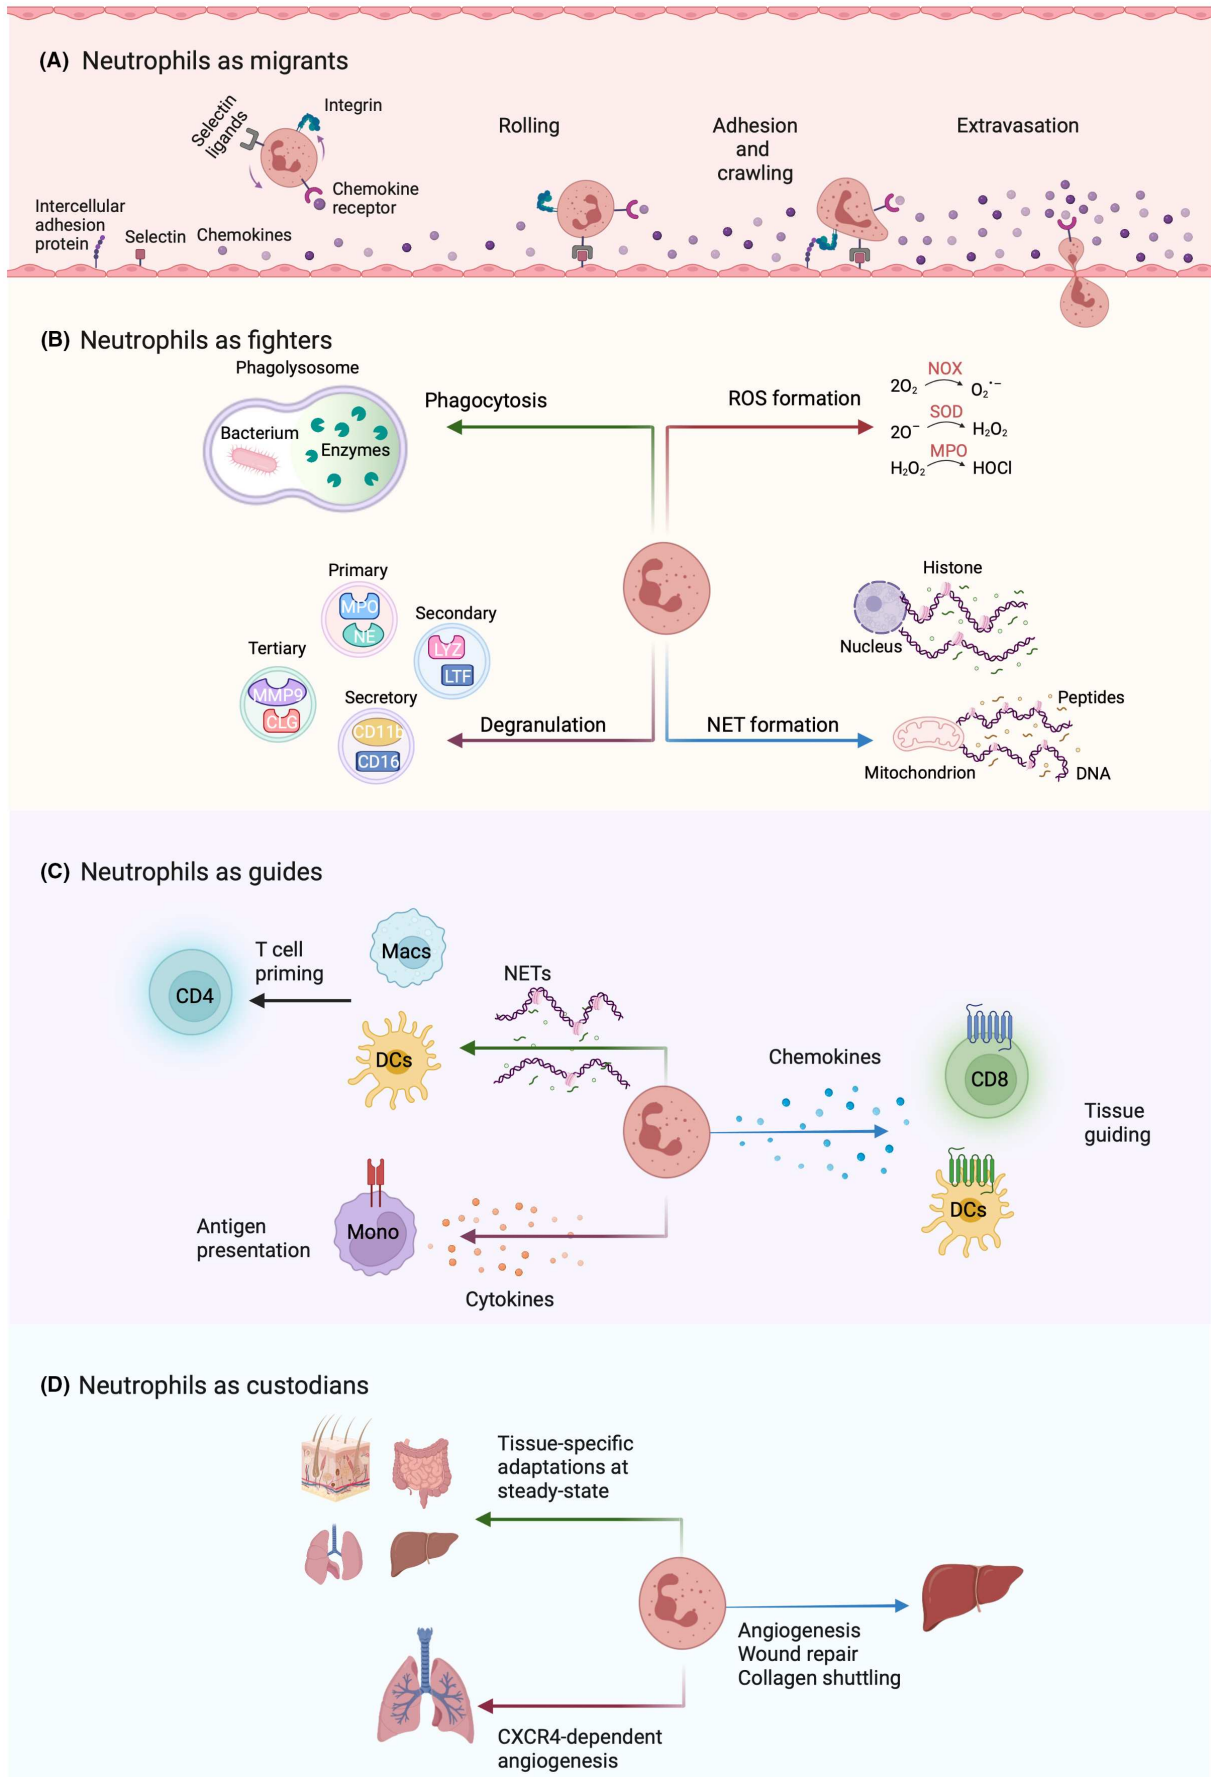 (A) Neutrophils as migrants
Selectin
ligands
Integrin
Chemokine
receptor
Intercellular
adhesion
protein
Selectin
Chemokines
Rolling
Adhesion
and
crawling
Extravasation
(B) Neutrophils as fighters
Phagolysosome
Bacterium
Enzymes
Phagocytosis
ROS formation
NOX
2O₂ O₂˙⁻
SOD
2O⁻ H₂O₂
MPO
H₂O₂ HOCl
Primary
MPO
NE
Secondary
LYZ
LTF
Tertiary
MMP9
CLG
Secretory
CD11b
CD16
Degranulation
NET formation
Histone
Nucleus
Peptides
Mitochondrion
DNA
(C) Neutrophils as guides
CD4
T cell
priming
Macs
DCs
NETs
Chemokines
CD8
Tissue
guiding
DCs
Antigen
presentation
Mono
Cytokines
(D) Neutrophils as custodians
Tissue-specific
adaptations at
steady-state
Angiogenesis
Wound repair
Collagen shuttling
CXCR4-dependent
angiogenesis